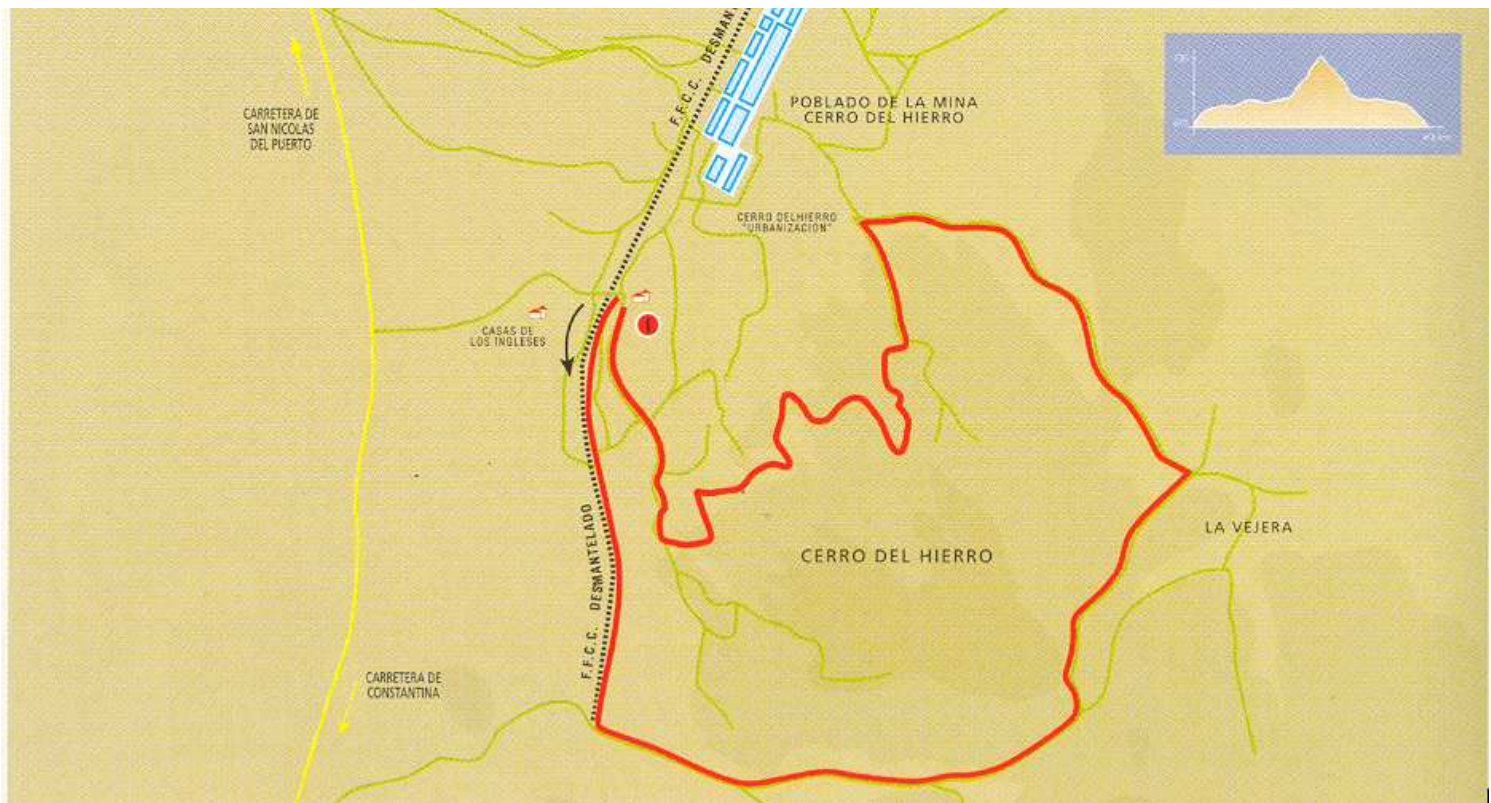 F.F.C.C. DESMANT
CARRETERA DE
SAN NICOLAS
DEL PUERTO
POBLADO DE LA MINA
CERRO DEL HIERRO
CERRO DELHIERRO
"URBANIZACION"
CASAS DE
LOS INGLESES
LA VEJERA
CERRO DEL HIERRO
F.F.C.C. DESMANTELADO
CARRETERA DE
CONSTANTINA